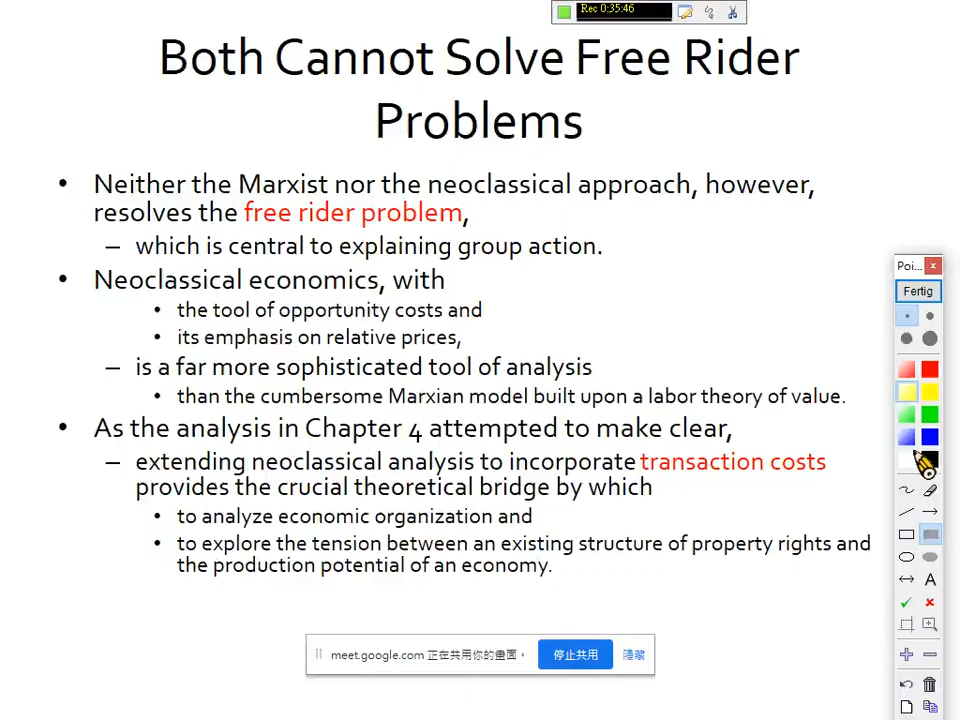 Rec 0:35:46
Both Cannot Solve Free Rider
Problems
• Neither the Marxist nor the neoclassical approach, however,
resolves the free rider problem,
– which is central to explaining group action.
• Neoclassical economics, with
• the tool of opportunity costs and
• its emphasis on relative prices,
– is a far more sophisticated tool of analysis
• than the cumbersome Marxian model built upon a labor theory of value.
• As the analysis in Chapter 4 attempted to make clear,
– extending neoclassical analysis to incorporate transaction costs
provides the crucial theoretical bridge by which
• to analyze economic organization and
• to explore the tension between an existing structure of property rights and
the production potential of an economy.
Poi...
Fertig
A
meet.google.com 正在共用你的畫面。 停止共用 隱藏